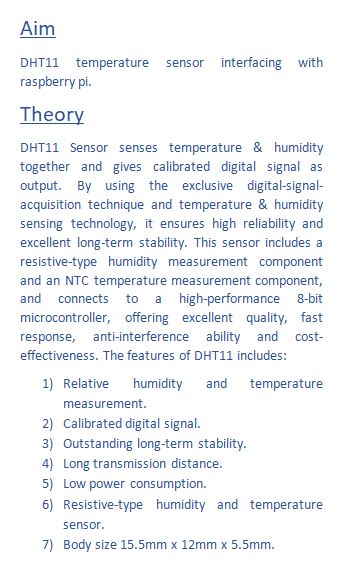 Aim
DHT11 temperature sensor interfacing with
raspberry pi.
Theory
DHT11 Sensor senses temperature & humidity
together and gives calibrated digital signal as
output. By using the exclusive digital-signal-
acquisition technique and temperature & humidity
sensing technology, it ensures high reliability and
excellent long-term stability. This sensor includes a
resistive-type humidity measurement component
and an NTC temperature measurement component,
and connects to a high-performance 8-bit
microcontroller, offering excellent quality, fast
response, anti-interference ability and cost-
effectiveness. The features of DHT11 includes:
1) Relative humidity and temperature
measurement.
2) Calibrated digital signal.
3) Outstanding long-term stability.
4) Long transmission distance.
5) Low power consumption.
6) Resistive-type humidity and temperature
sensor.
7) Body size 15.5mm x 12mm x 5.5mm.